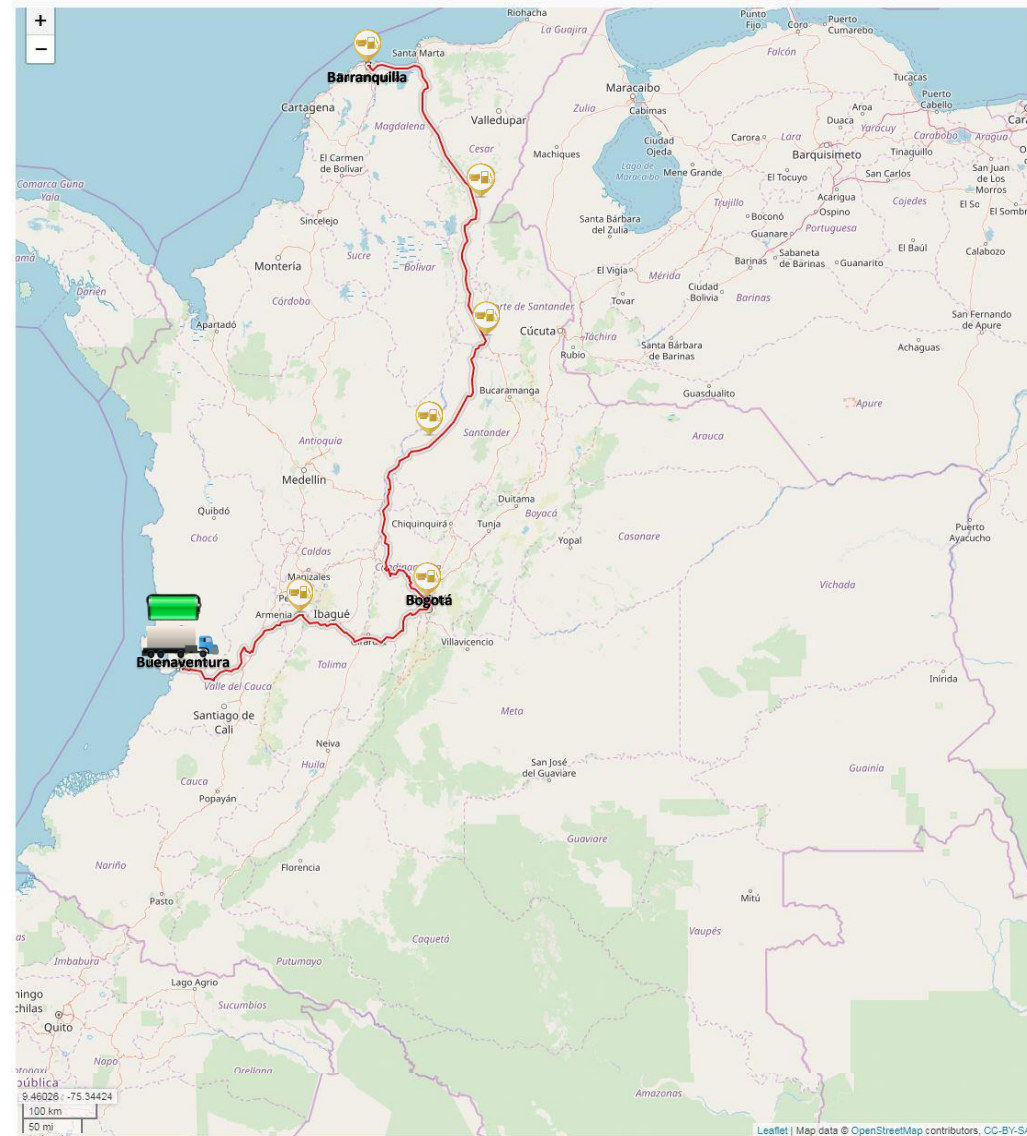 +
−
Riohacha
La Guajira
Punto
Fijo
Coro
Puerto
Cumarebo
Santa Marta
Falcón
Barranquilla
Maracaibo
Tucacas
Cartagena
Valledupar
Zulia
Cabimas
Puerto
Cabello
Magdalena
Aroa
Duaca
Yaracuy
Carabobo
Aragua
Ciudad
Ojeda
Carora
Lara
Cesar
Machiques
Barquisimeto
Tinaquillo
El Carmen
de Bolívar
Lago de
Maracaibo
Mene Grande
El Tocuyo
San Carlos
San Juan
de Los
Morros
Comarca Guna
Yala
Acarigua
Trujillo
Cojedes
El So
El Sombr
Sincelejo
Santa Bárbara
del Zulia
Boconó
Ospino
Portuguesa
Guanare
Sucre
Bolívar
Barinas
Sabaneta
de Barinas
Guanarito
El Baúl
Calabozo
Montería
El Vigía
Mérida
Darién
Córdoba
Ciudad
Bolivia
Barinas
Tovar
rte de Santander
San Fernando
de Apure
Apartadó
Cúcuta
Táchira
Rubio
Santa Bárbara
de Barinas
Achaguas
Bucaramanga
Guasdualito
Apure
Antioquia
Santander
Arauca
Medellín
Duitama
Quibdó
Boyacá
Chiquinquirá
Tunja
Chocó
Yopal
Casanare
Puerto
Ayacucho
Caldas
Manizales
Vichada
Bogotá
Armenia
Ibagué
Villavicencio
Buenaventura
Tolima
Inírida
Valle del Cauca
Santiago de
Cali
Meta
Neiva
Huila
San José
del Guaviare
Guainía
Cauca
Popayán
Guaviare
Nariño
Florencia
Pasto
Mitú
Vaupés
Caquetá
Imbabura
Putumayo
Lago Agrio
Sucumbios
Quito
Napo
Orellana
Amazonas
9.46026 : -75.34424
100 km
50 mi
Leaflet | Map data © OpenStreetMap contributors, CC-BY-SA